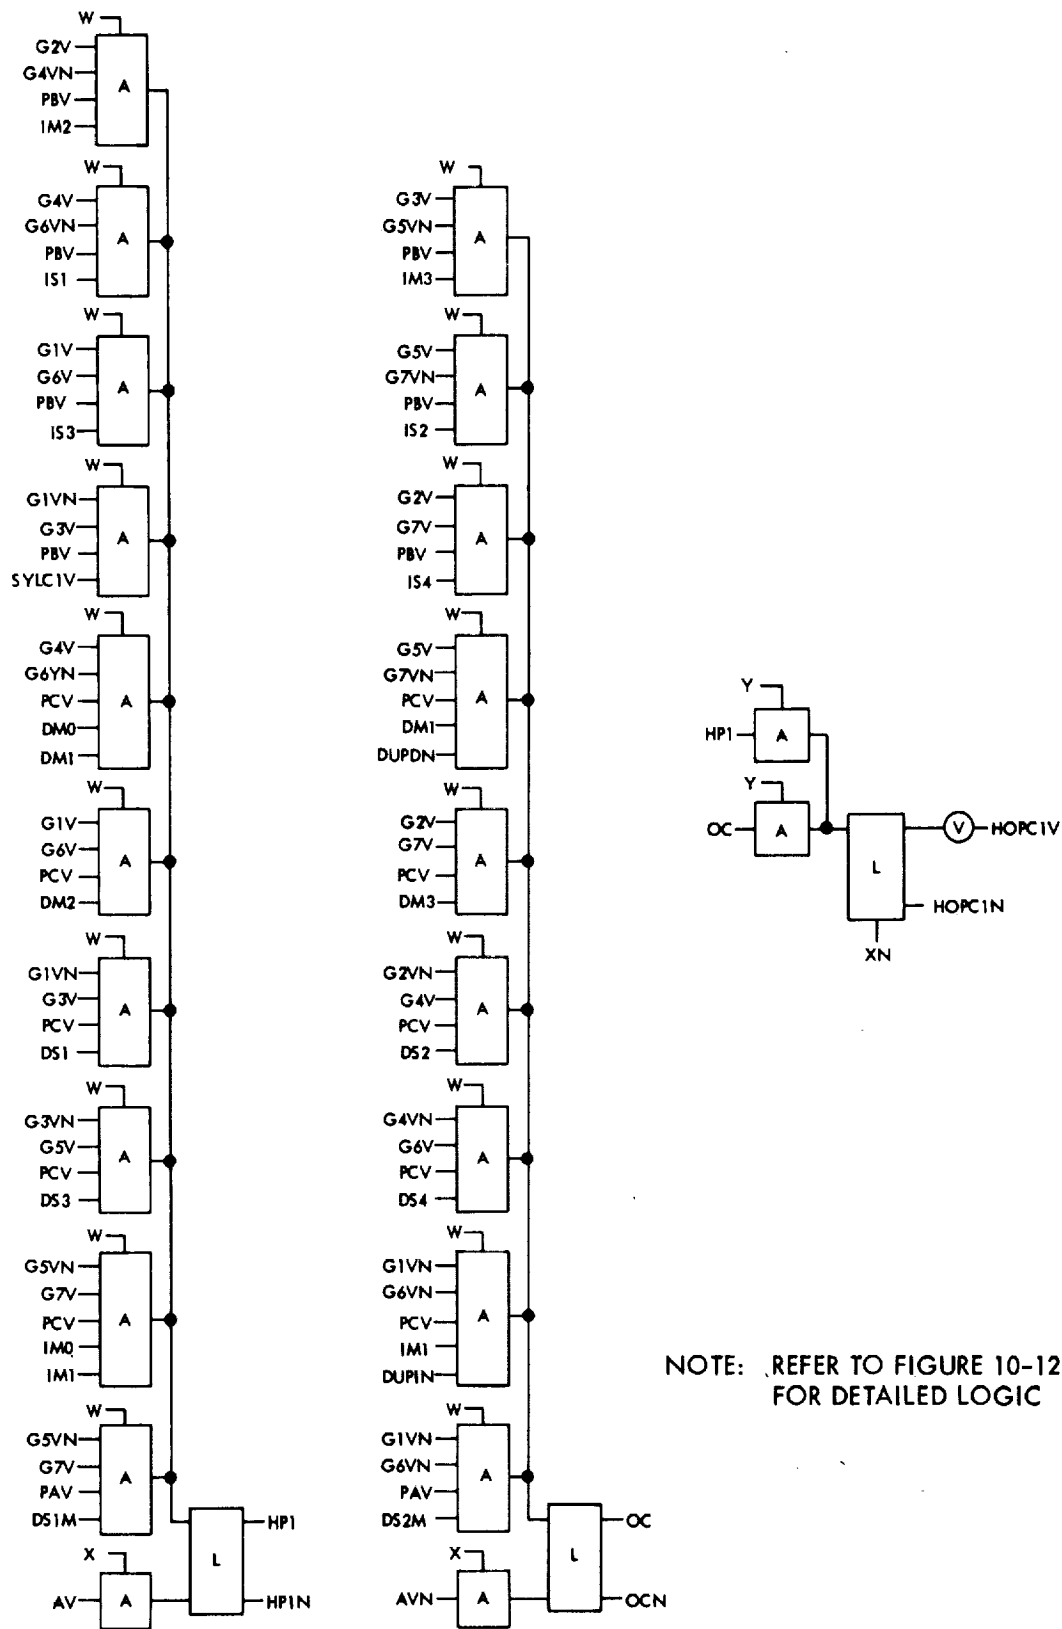 W
G2V
G4VN
PBV
IM2
A
W
G4V
G6VN
PBV
IS1
A
W
G1V
G6V
PBV
IS3
A
W
G1VN
G3V
PBV
SYLC1V
A
W
G4V
G6YN
PCV
DM0
DM1
A
W
G1V
G6V
PCV
DM2
A
W
G1VN
G3V
PCV
DS1
A
W
G3VN
G5V
PCV
DS3
A
W
G5VN
G7V
PCV
IM0
IM1
A
W
G5VN
G7V
PAV
DS1M
A
X
AV
A
L
HP1
HP1N
W
G3V
G5VN
PBV
IM3
A
W
G5V
G7VN
PBV
IS2
A
W
G2V
G7V
PBV
IS4
A
W
G5V
G7VN
PCV
DM1
DUPDN
A
W
G2V
G7V
PCV
DM3
A
W
G2VN
G4V
PCV
DS2
A
W
G4VN
G6V
PCV
DS4
A
W
G1VN
G6VN
PCV
IM1
DUPIN
A
W
G1VN
G6VN
PAV
DS2M
A
X
AVN
A
L
OC
OCN
Y
HP1
A
Y
OC
A
L
V
HOPC1V
HOPC1N
XN
NOTE: REFER TO FIGURE 10-12
FOR DETAILED LOGIC